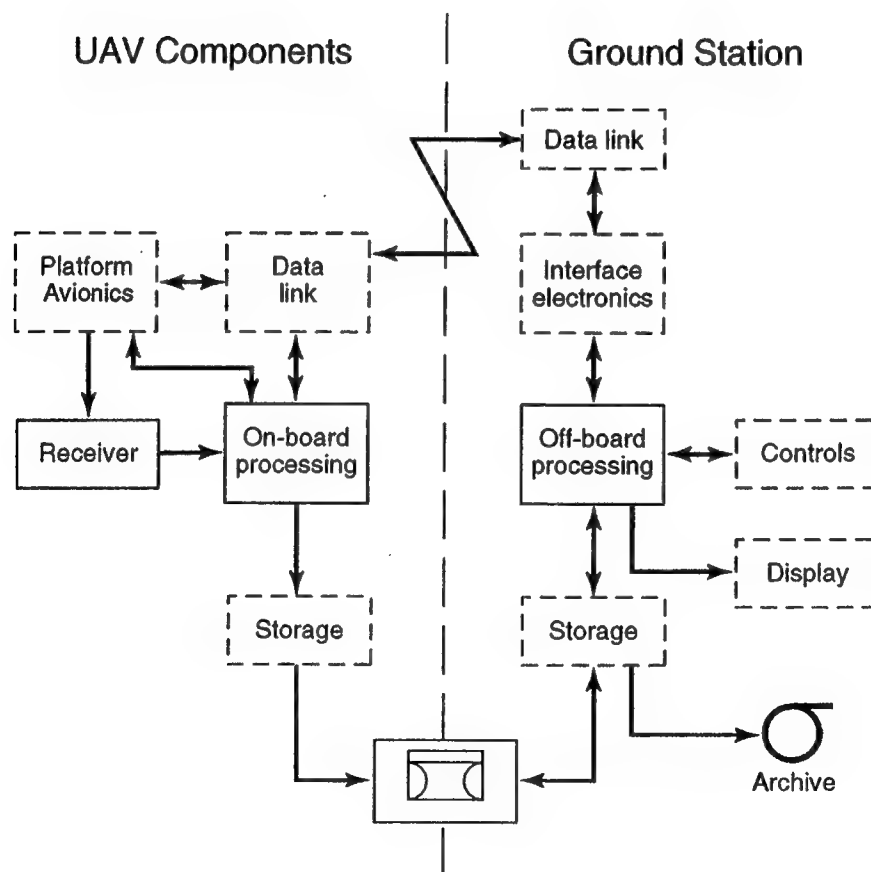 UAV Components
Ground Station
Data link
Platform
Avionics
Data
link
Interface
electronics
Receiver
On-board
processing
Off-board
processing
Controls
Display
Storage
Storage
Archive